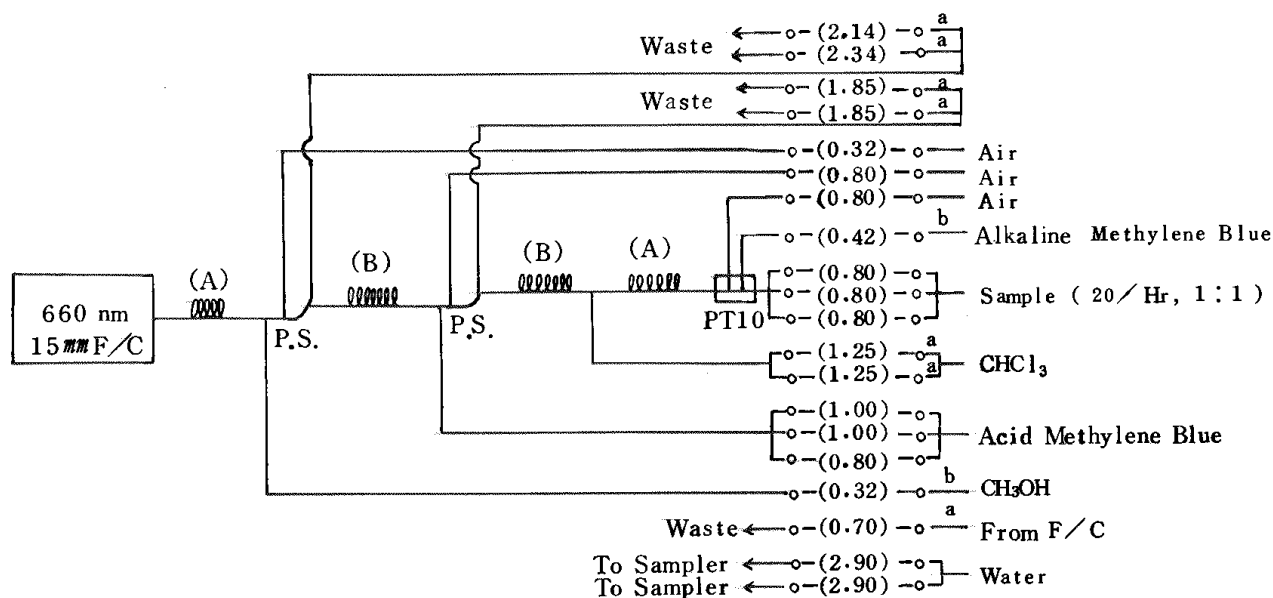 Waste
(2.14) a
(2.34) a
Waste
(1.85) a
(1.85) a
(0.32) Air
(0.80) Air
(0.80) Air
(0.42) b Alkaline Methylene Blue
(A)
(B)
(B)
(A)
660 nm
15mm F/C
P.S.
P.S.
PT10
(0.80)
(0.80) Sample ( 20/Hr, 1:1 )
(0.80)
(1.25) a
CHCl₃
(1.25) a
(1.00)
(1.00) Acid Methylene Blue
(0.80)
(0.32) b CH₃OH
Waste (0.70) a From F/C
To Sampler (2.90)
Water
To Sampler (2.90)